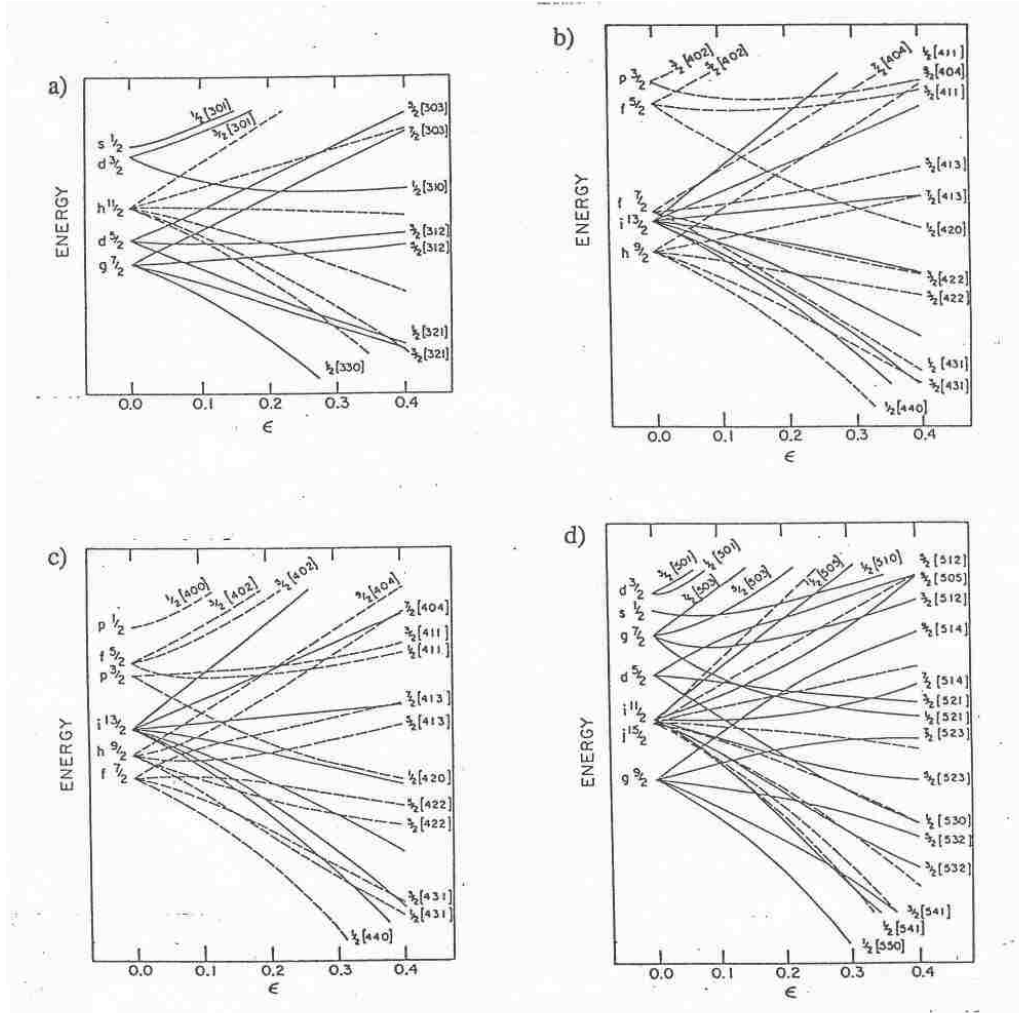 a)
½[301]
3/2[301]
s ½
d 3/2
h 11/2
d 5/2
g 7/2
5/2[303]
7/2[303]
½[310]
3/2[312]
5/2[312]
½[321]
3/2[321]
½[330]
ENERGY
0.0 0.1 0.2 0.3 0.4
ϵ
b)
3/2[402]
5/2[402]
7/2[404]
½[411]
9/2[404]
3/2[411]
p 3/2
f 5/2
f 7/2
i 13/2
h 9/2
5/2[413]
7/2[413]
½[420]
5/2[422]
3/2[422]
½[431]
3/2[431]
½[440]
ENERGY
0.0 0.1 0.2 0.3 0.4
ϵ
c)
½[400]
5/2[402]
3/2[402]
9/2[404]
7/2[404]
3/2[411]
½[411]
p ½
f 5/2
p 3/2
i 13/2
h 9/2
f 7/2
7/2[413]
5/2[413]
½[420]
5/2[422]
3/2[422]
3/2[431]
½[431]
½[440]
ENERGY
0.0 0.1 0.2 0.3 0.4
ϵ
d)
3/2[501]
½[501]
7/2[503]
5/2[503]
11/2[505]
½[510]
5/2[512]
9/2[505]
3/2[512]
d 3/2
s ½
g 7/2
d 5/2
i 11/2
j 15/2
g 9/2
9/2[514]
7/2[514]
3/2[521]
½[521]
7/2[523]
5/2[523]
½[530]
5/2[532]
3/2[532]
3/2[541]
½[541]
½[550]
ENERGY
0.0 0.1 0.2 0.3 0.4
ϵ